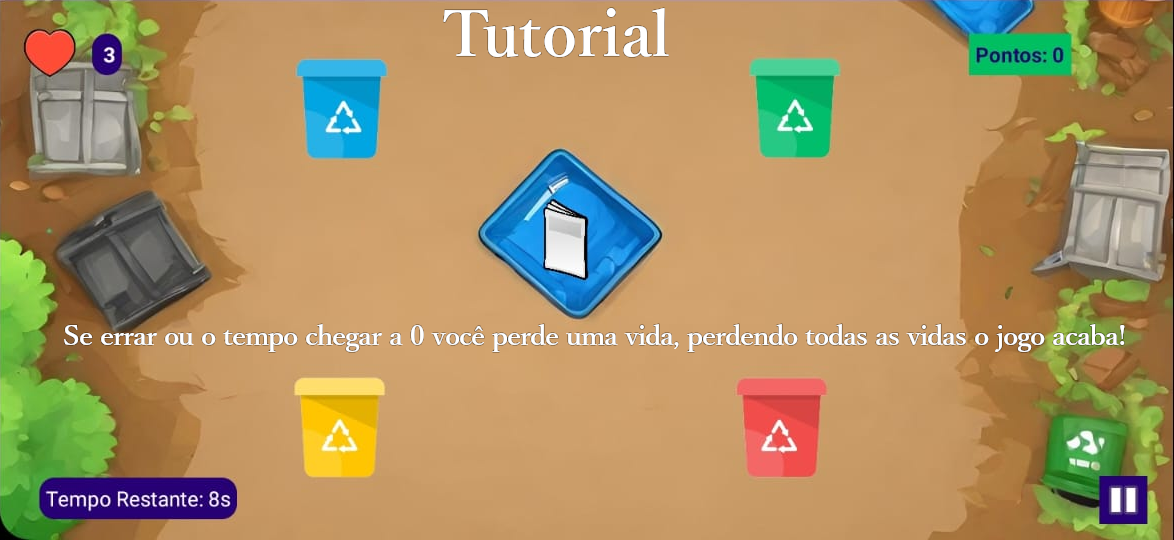 Tutorial
3
Pontos: 0
Se errar ou o tempo chegar a 0 você perde uma vida, perdendo todas as vidas o jogo acaba!
Tempo Restante: 8s